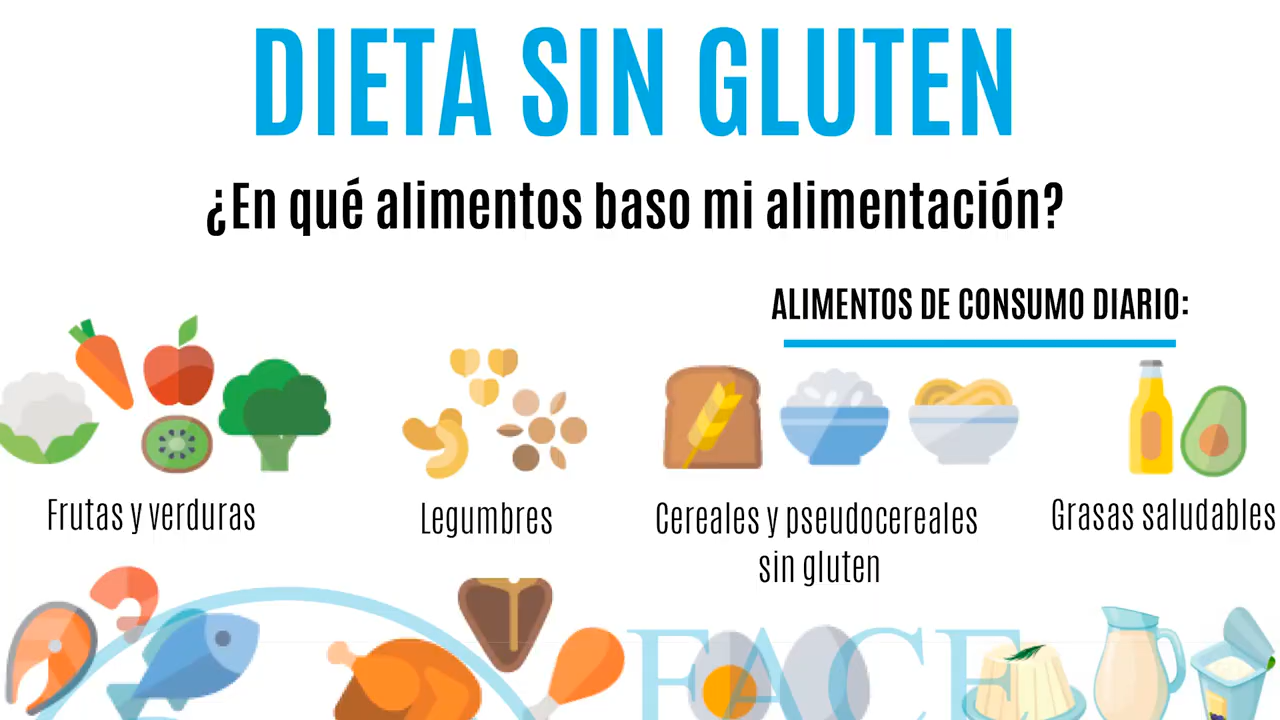 DIETA SIN GLUTEN
¿En qué alimentos baso mi alimentación?
ALIMENTOS DE CONSUMO DIARIO:
Frutas y verduras
Legumbres
Cereales y pseudocereales
sin gluten
Grasas saludables
FACE